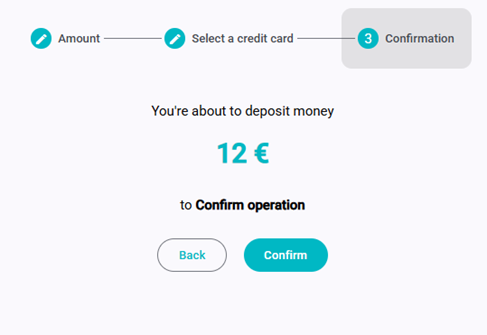 Amount
Select a credit card
3 Confirmation
You're about to deposit money
12 €
to Confirm operation
Back
Confirm